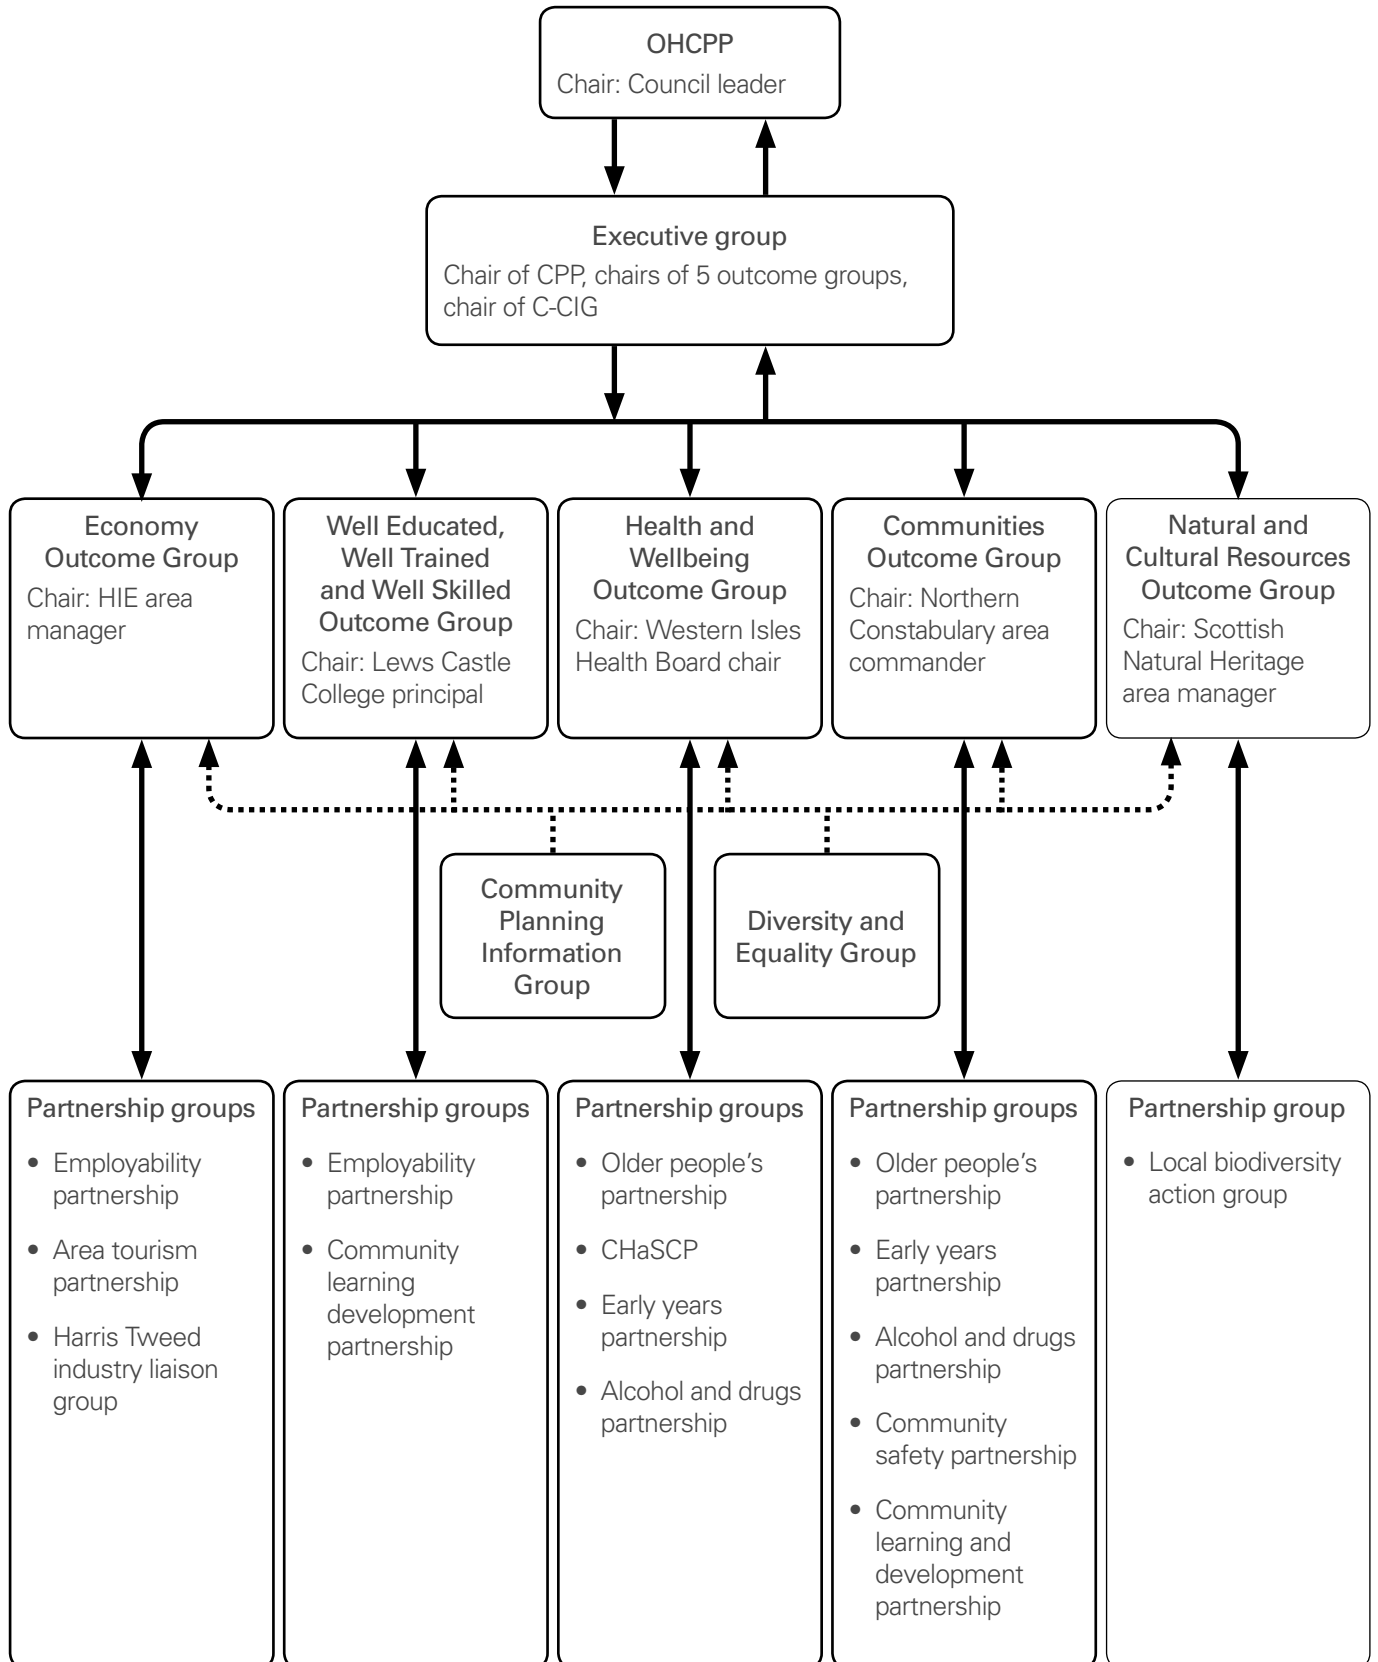 OHCPP
Chair: Council leader
Executive group
Chair of CPP, chairs of 5 outcome groups,
chair of C-CIG
Economy
Outcome Group
Chair: HIE area
manager
Well Educated,
Well Trained
and Well Skilled
Outcome Group
Chair: Lews Castle
College principal
Health and
Wellbeing
Outcome Group
Chair: Western Isles
Health Board chair
Communities
Outcome Group
Chair: Northern
Constabulary area
commander
Natural and
Cultural Resources
Outcome Group
Chair: Scottish
Natural Heritage
area manager
Community
Planning
Information
Group
Diversity and
Equality Group
Partnership groups
• Employability
partnership
• Area tourism
partnership
• Harris Tweed
industry liaison
group
Partnership groups
• Employability
partnership
• Community
learning
development
partnership
Partnership groups
• Older people’s
partnership
• CHaSCP
• Early years
partnership
• Alcohol and drugs
partnership
Partnership groups
• Older people’s
partnership
• Early years
partnership
• Alcohol and drugs
partnership
• Community
safety partnership
• Community
learning and
development
partnership
Partnership group
• Local biodiversity
action group